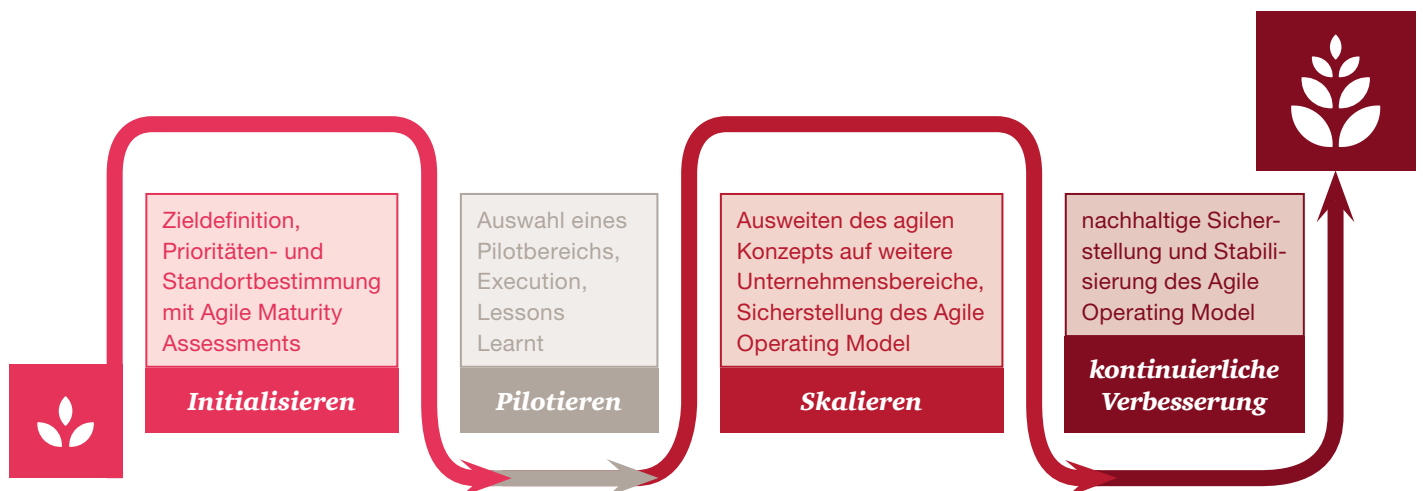 Zieldefinition,
Prioritäten- und
Standortbestimmung
mit Agile Maturity
Assessments
Initialisieren
Auswahl eines
Pilotbereichs,
Execution,
Lessons
Learnt
Pilotieren
Ausweiten des agilen
Konzepts auf weitere
Unternehmensbereiche,
Sicherstellung des Agile
Operating Model
Skalieren
nachhaltige Sicher-
stellung und Stabili-
sierung des Agile
Operating Model
kontinuierliche
Verbesserung